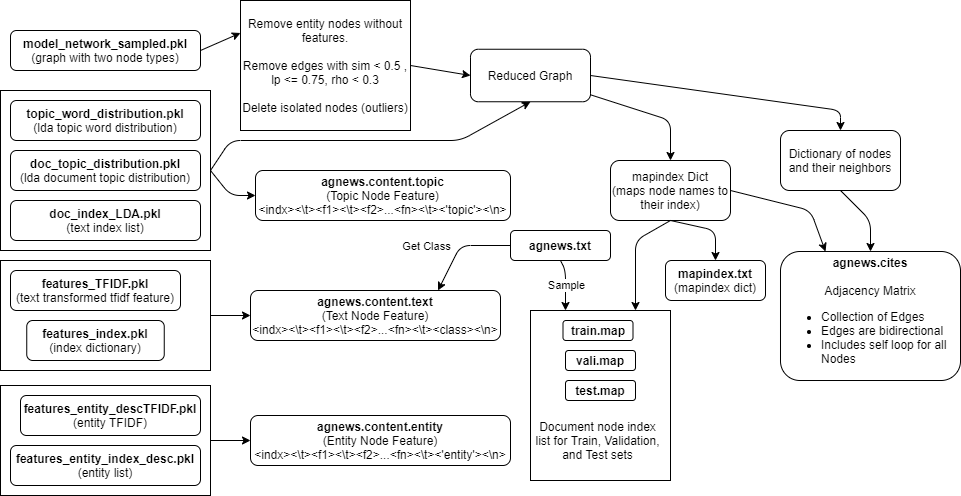 model_network_sampled.pkl
(graph with two node types)
Remove entity nodes without
features.
Remove edges with sim < 0.5 ,
lp <= 0.75, rho < 0.3
Delete isolated nodes (outliers)
Reduced Graph
topic_word_distribution.pkl
(lda topic word distribution)
doc_topic_distribution.pkl
(lda document topic distribution)
doc_index_LDA.pkl
(text index list)
agnews.content.topic
(Topic Node Feature)
<indx><\t><f1><\t><f2>...<fn><\t><'topic'><\n>
mapindex Dict
(maps node names to
their index)
Dictionary of nodes
and their neighbors
Get Class
agnews.txt
Sample
mapindex.txt
(mapindex dict)
agnews.cites
Adjacency Matrix
• Collection of Edges
• Edges are bidirectional
• Includes self loop for all
Nodes
features_TFIDF.pkl
(text transformed tfidf feature)
features_index.pkl
(index dictionary)
agnews.content.text
(Text Node Feature)
<indx><\t><f1><\t><f2>...<fn><\t><class><\n>
train.map
vali.map
test.map
Document node index
list for Train, Validation,
and Test sets
features_entity_descTFIDF.pkl
(entity TFIDF)
features_entity_index_desc.pkl
(entity list)
agnews.content.entity
(Entity Node Feature)
<indx><\t><f1><\t><f2>...<fn><\t><'entity'><\n>